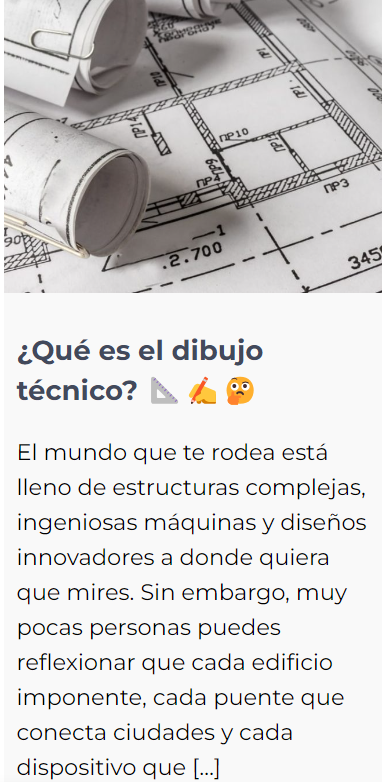 ПР10
ПР4
ПР3
1
2.700
345
90
¿Qué es el dibujo
técnico? 📐✍️🤔
El mundo que te rodea está
lleno de estructuras complejas,
ingeniosas máquinas y diseños
innovadores a donde quiera
que mires. Sin embargo, muy
pocas personas puedes
reflexionar que cada edificio
imponente, cada puente que
conecta ciudades y cada
dispositivo que [...]